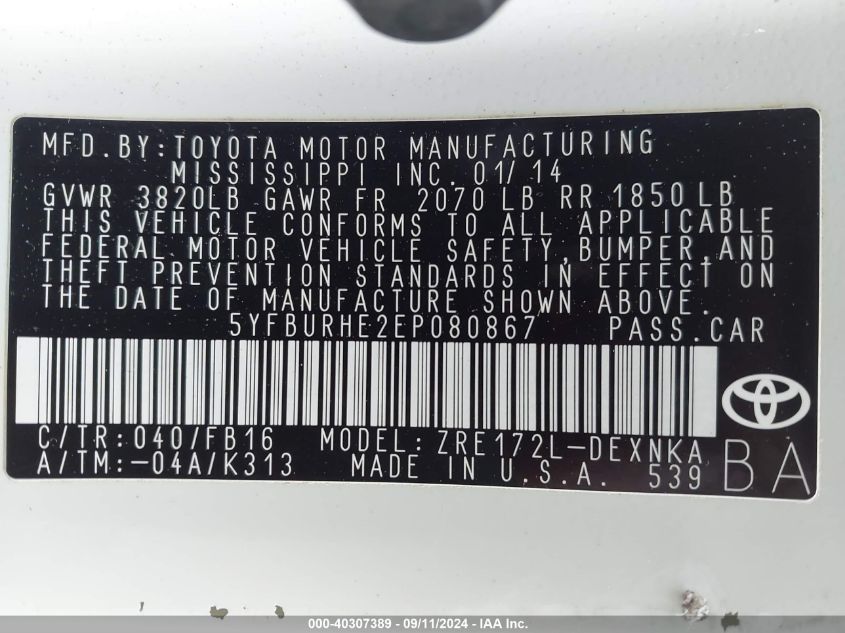 MFD.BY:TOYOTA MOTOR MANUFACTURING
MISSISSIPPI INC. 01/14
GVWR 3820LB GAWR FR 2070LB RR 1850LB
THIS VEHICLE CONFORMS TO ALL APPLICABLE
FEDERAL MOTOR VEHICLE SAFETY,BUMPER,AND
THEFT PREVENTION STANDARDS IN EFFECT ON
THE DATE OF MANUFACTURE SHOWN ABOVE.
5YFBURHE2EP080867 PASS.CAR
C/TR:040/FB16 MODEL:ZRE172L-DEXNKA
A/TM:-04A/K313 MADE IN U.S.A. 539
BA
000-40307389 - 09/11/2024 - IAA Inc.